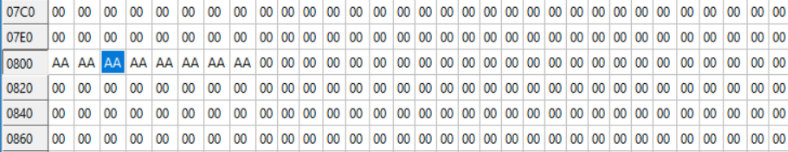 07C0 00 00 00 00 00 00 00 00 00 00 00 00 00 00 00 00 00 00 00 00 00 00 00 00 00 00 00 00 00 00 00 00
07E0 00 00 00 00 00 00 00 00 00 00 00 00 00 00 00 00 00 00 00 00 00 00 00 00 00 00 00 00 00 00 00 00
0800 AA AA AA AA AA AA AA AA 00 00 00 00 00 00 00 00 00 00 00 00 00 00 00 00 00 00 00 00 00 00 00 00
0820 00 00 00 00 00 00 00 00 00 00 00 00 00 00 00 00 00 00 00 00 00 00 00 00 00 00 00 00 00 00 00 00
0840 00 00 00 00 00 00 00 00 00 00 00 00 00 00 00 00 00 00 00 00 00 00 00 00 00 00 00 00 00 00 00 00
0860 00 00 00 00 00 00 00 00 00 00 00 00 00 00 00 00 00 00 00 00 00 00 00 00 00 00 00 00 00 00 00 00